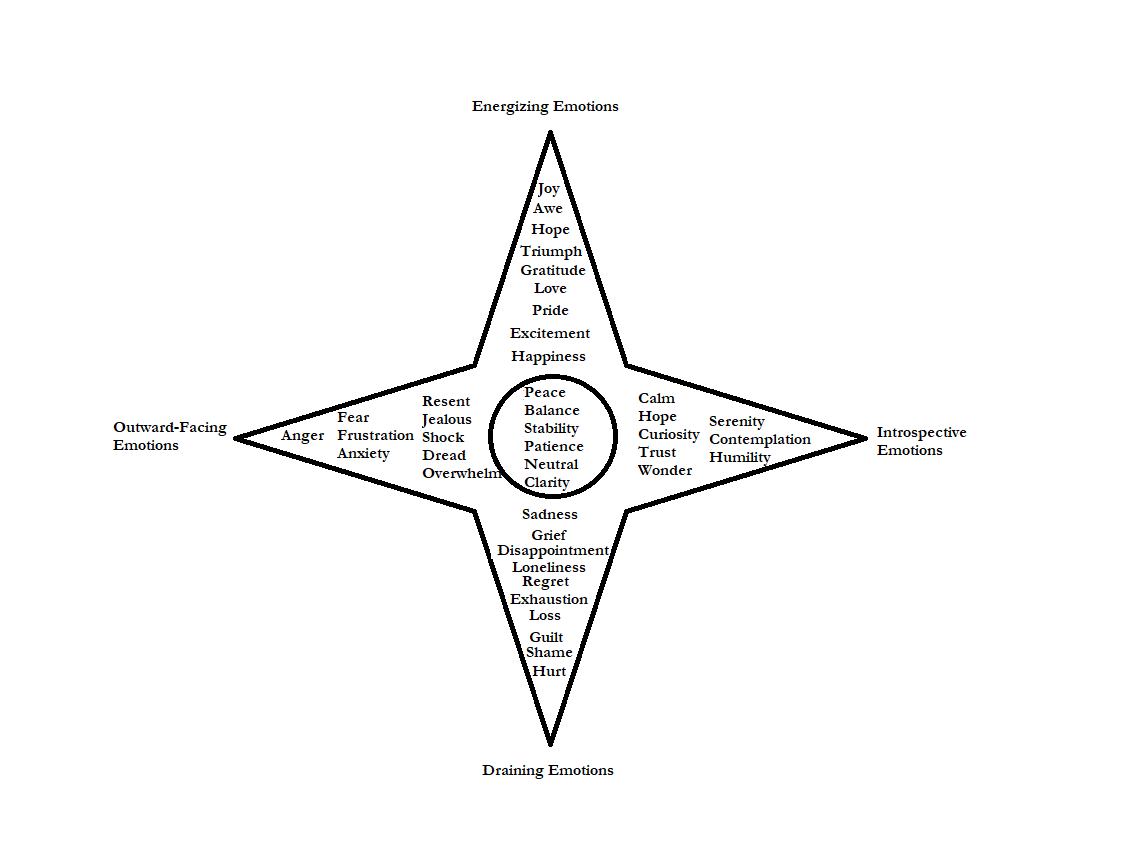 Energizing Emotions
Joy
Awe
Hope
Triumph
Gratitude
Love
Pride
Excitement
Happiness
Outward-Facing
Emotions
Anger
Fear
Frustration
Anxiety
Resent
Jealous
Shock
Dread
Overwhelm
Peace
Balance
Stability
Patience
Neutral
Clarity
Calm
Hope
Curiosity
Trust
Wonder
Serenity
Contemplation
Humility
Introspective
Emotions
Sadness
Grief
Disappointment
Loneliness
Regret
Exhaustion
Loss
Guilt
Shame
Hurt
Draining Emotions